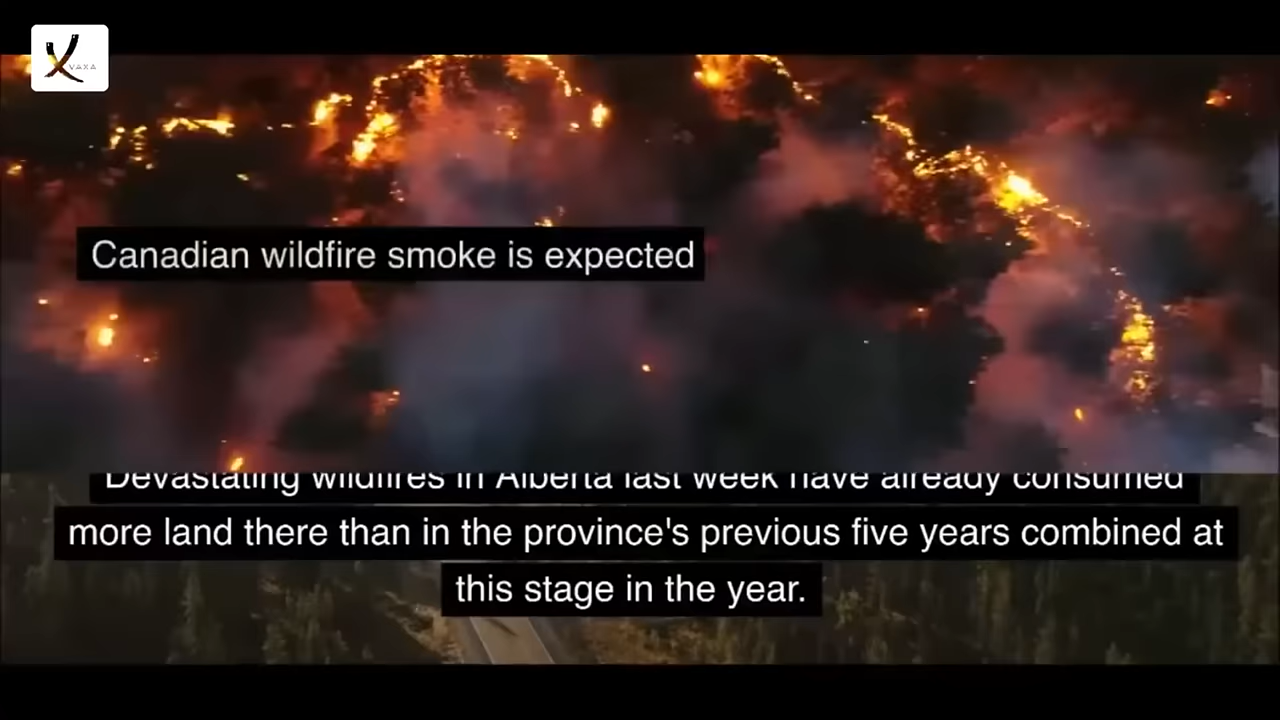 VAXA
Canadian wildfire smoke is expected
Devastating wildfires in Alberta last week have already consumed
more land there than in the province's previous five years combined at
this stage in the year.